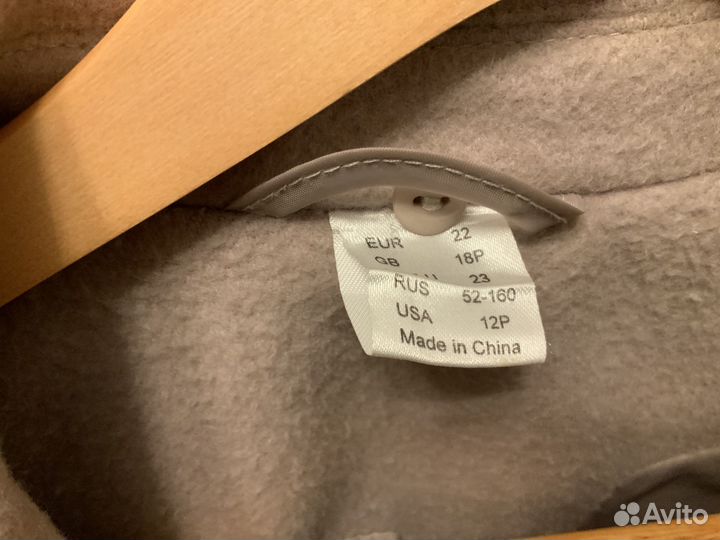 EUR 22
GB 18P
23
RUS 52-160
USA 12P
Made in China
Avito